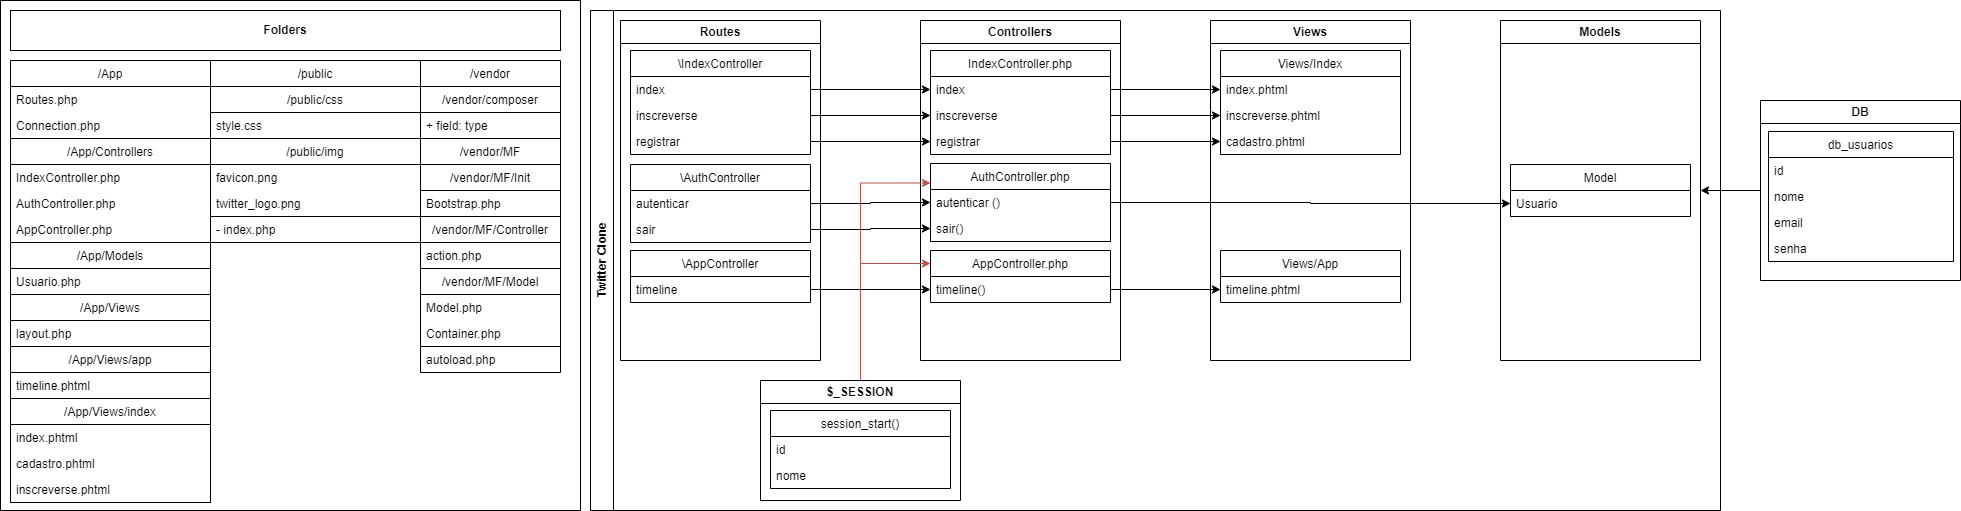 Folders
/App
Routes.php
Connection.php
/App/Controllers
IndexController.php
AuthController.php
AppController.php
/App/Models
Usuario.php
/App/Views
layout.php
/App/Views/app
timeline.phtml
/App/Views/index
index.phtml
cadastro.phtml
inscreverse.phtml
/public
/public/css
style.css
/public/img
favicon.png
twitter_logo.png
- index.php
/vendor
/vendor/composer
+ field: type
/vendor/MF
/vendor/MF/Init
Bootstrap.php
/vendor/MF/Controller
action.php
/vendor/MF/Model
Model.php
Container.php
autoload.php
Twitter Clone
Routes
\IndexController
index
inscreverse
registrar
\AuthController
autenticar
sair
\AppController
timeline
Controllers
IndexController.php
index
inscreverse
registrar
AuthController.php
autenticar ()
sair()
AppController.php
timeline()
Views
Views/Index
index.phtml
inscreverse.phtml
cadastro.phtml
Views/App
timeline.phtml
Models
Model
Usuario
$_SESSION
session_start()
id
nome
DB
db_usuarios
id
nome
email
senha